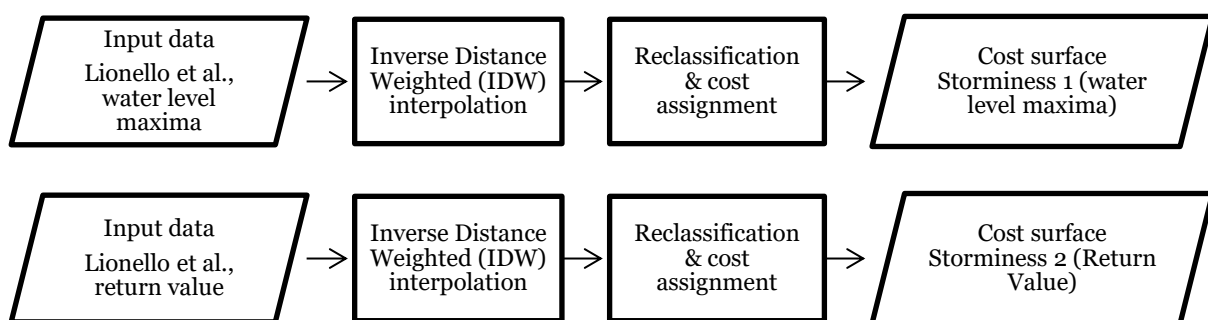 Input data
Lionello et al.,
water level
maxima
Inverse Distance
Weighted (IDW)
interpolation
Reclassification
& cost
assignment
Cost surface
Storminess 1 (water
level maxima)
Input data
Lionello et al.,
return value
Inverse Distance
Weighted (IDW)
interpolation
Reclassification
& cost
assignment
Cost surface
Storminess 2 (Return
Value)